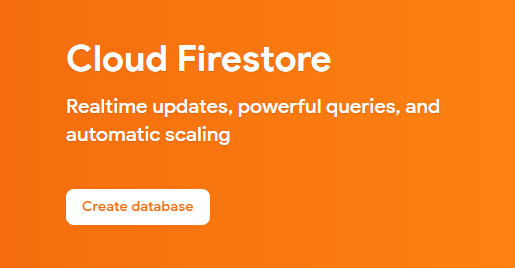 Cloud Firestore
Realtime updates, powerful queries, and
automatic scaling
Create database